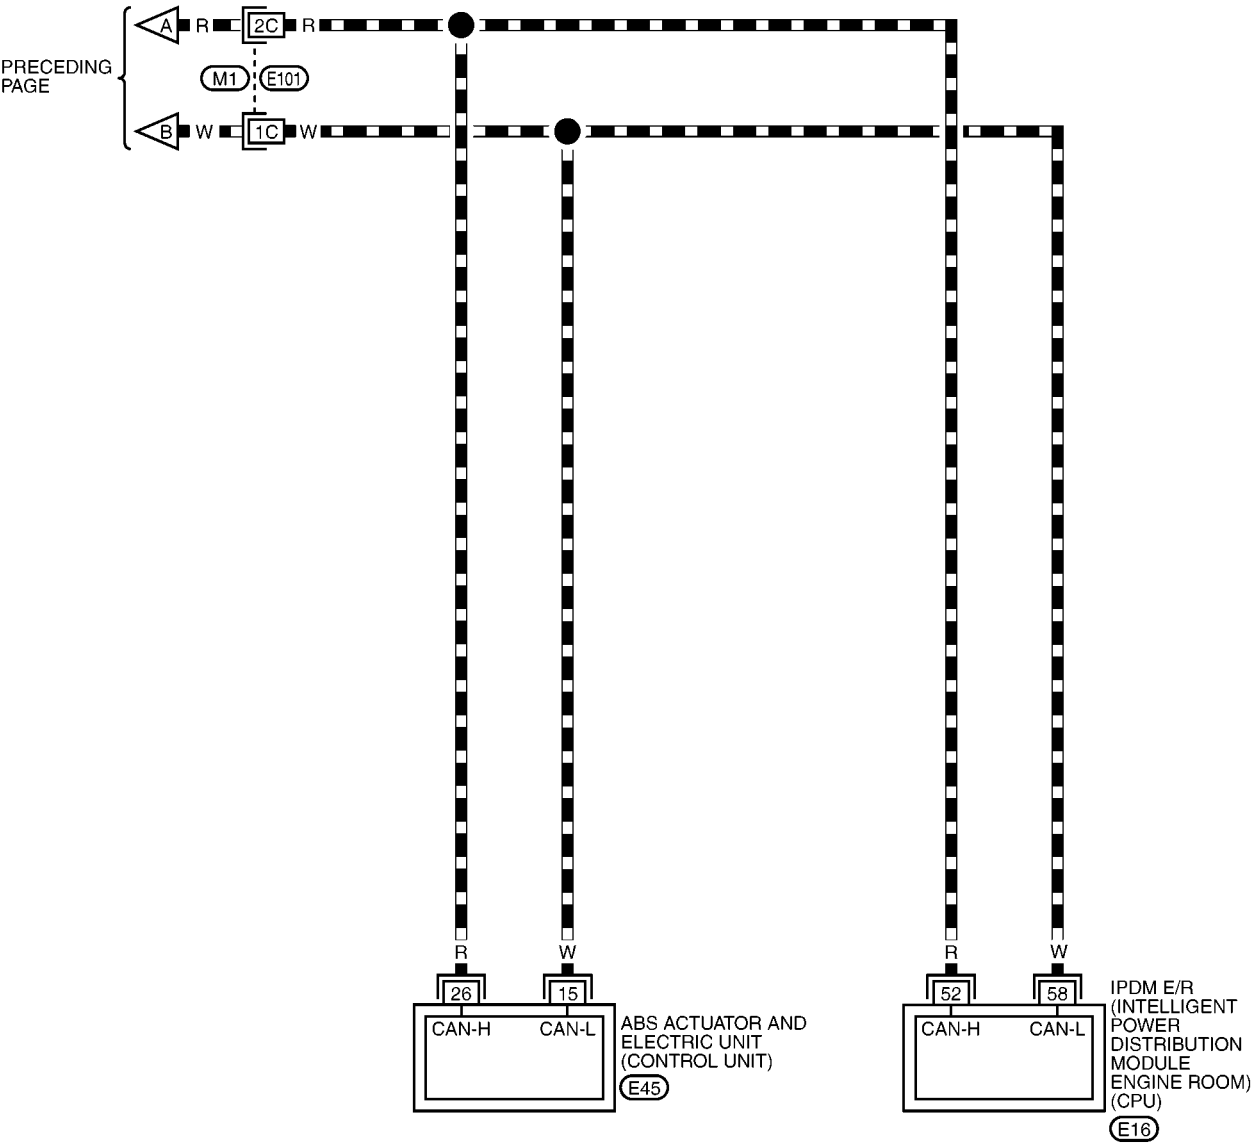 A R 2C R
PRECEDING
PAGE
M1 E101
B W 1C W
R W R W
26 15 52 58
CAN-H CAN-L
CAN-H CAN-L
ABS ACTUATOR AND
ELECTRIC UNIT
(CONTROL UNIT)
E45
IPDM E/R
(INTELLIGENT
POWER
DISTRIBUTION
MODULE
ENGINE ROOM)
(CPU)
E16